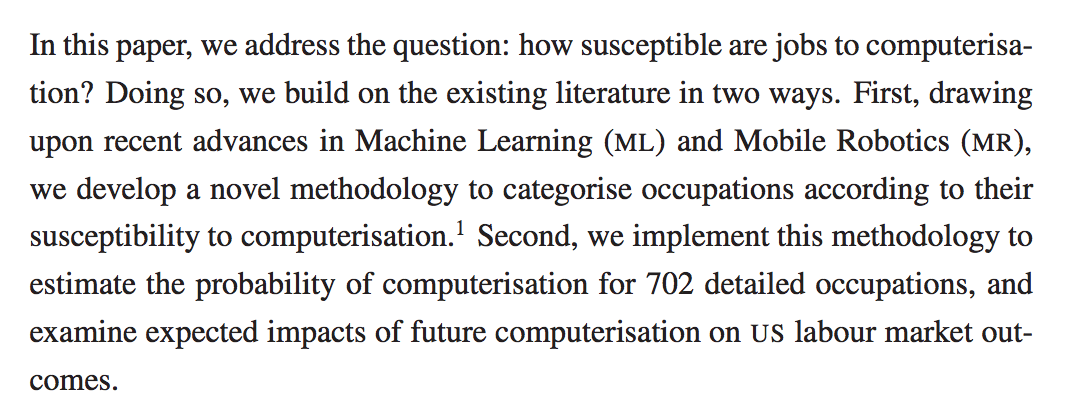 In this paper, we address the question: how susceptible are jobs to computerisa-
tion? Doing so, we build on the existing literature in two ways. First, drawing
upon recent advances in Machine Learning (ML) and Mobile Robotics (MR),
we develop a novel methodology to categorise occupations according to their
susceptibility to computerisation.¹ Second, we implement this methodology to
estimate the probability of computerisation for 702 detailed occupations, and
examine expected impacts of future computerisation on US labour market out-
comes.